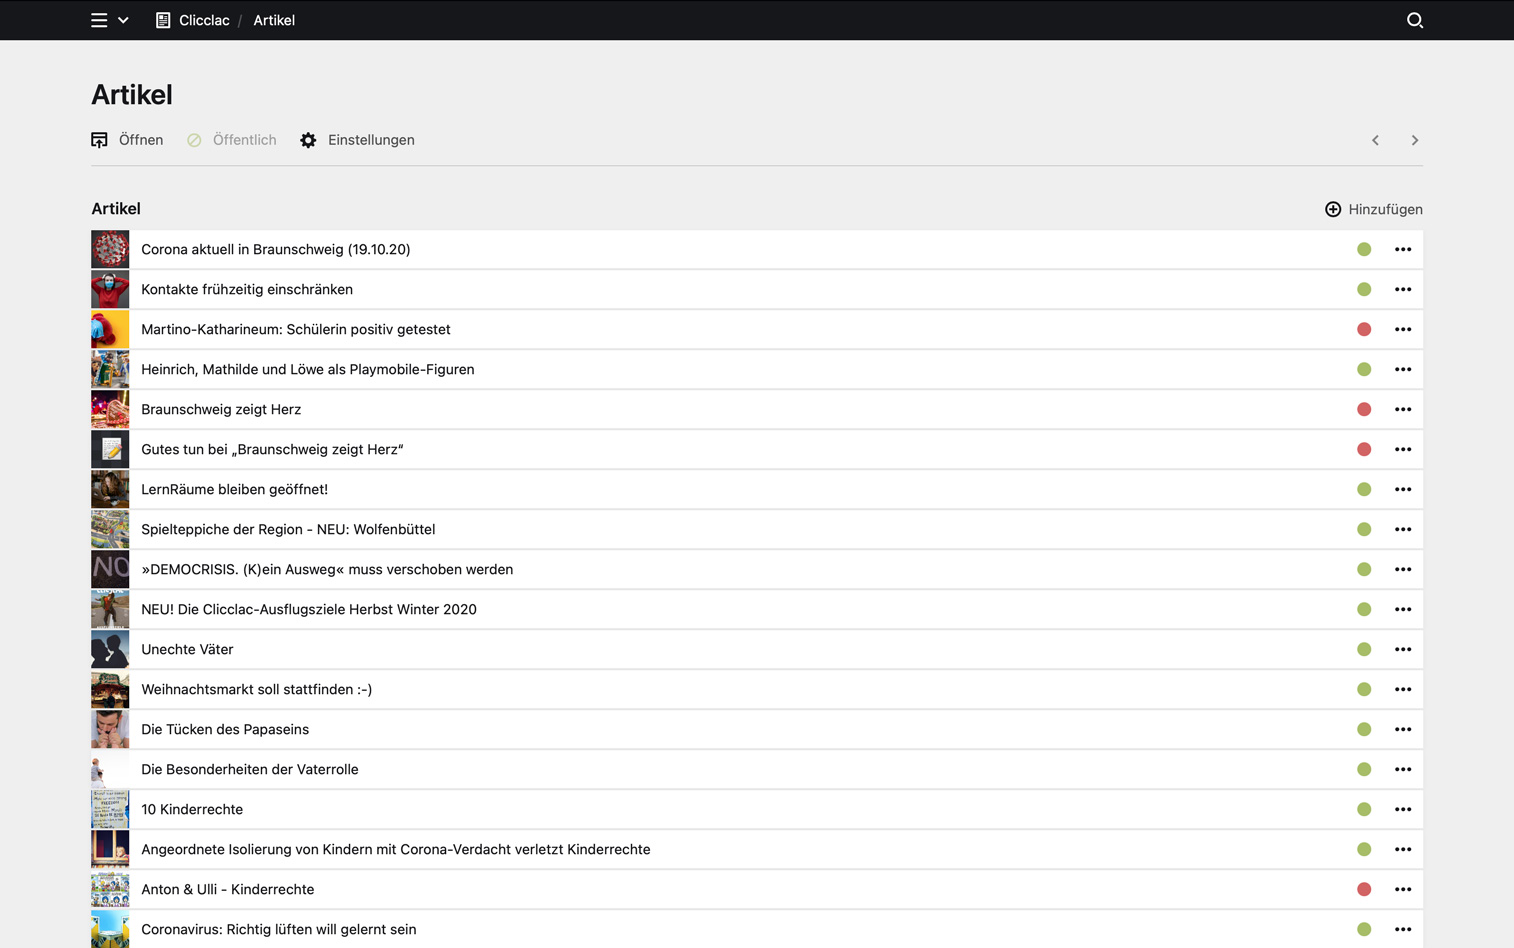 Clicclac / Artikel
Artikel
Öffnen Öffentlich Einstellungen
Artikel Hinzufügen
Corona aktuell in Braunschweig (19.10.20)
Kontakte frühzeitig einschränken
Martino-Katharineum: Schülerin positiv getestet
Heinrich, Mathilde und Löwe als Playmobile-Figuren
Braunschweig zeigt Herz
Gutes tun bei „Braunschweig zeigt Herz“
LernRäume bleiben geöffnet!
Spielteppiche der Region - NEU: Wolfenbüttel
NO
»DEMOCRISIS. (K)ein Ausweg« muss verschoben werden
NEU! Die Clicclac-Ausflugsziele Herbst Winter 2020
Unechte Väter
Weihnachtsmarkt soll stattfinden :-)
Die Tücken des Papaseins
Die Besonderheiten der Vaterrolle
10 Kinderrechte
Angeordnete Isolierung von Kindern mit Corona-Verdacht verletzt Kinderrechte
Anton & Ulli - Kinderrechte
Coronavirus: Richtig lüften will gelernt sein